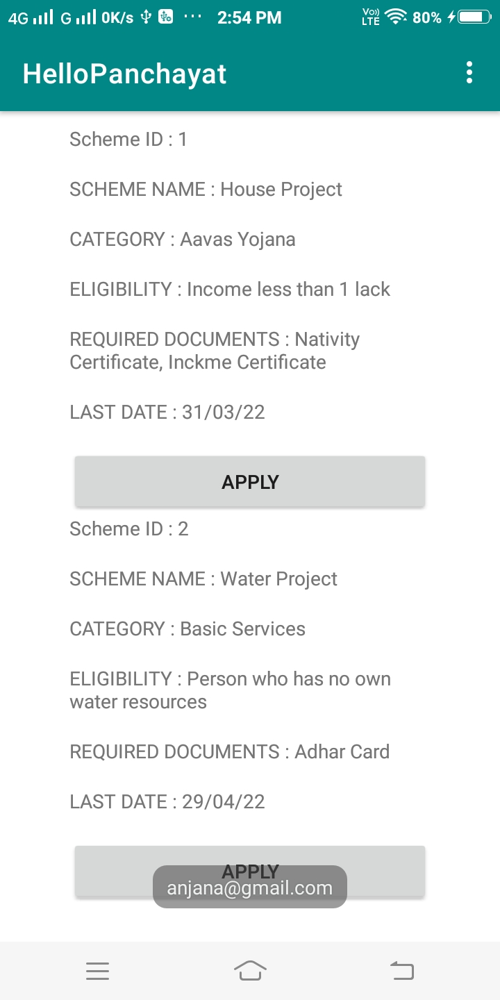 4G G 0K/s ... 2:54 PM Vo)) LTE 80%
HelloPanchayat
Scheme ID : 1
SCHEME NAME : House Project
CATEGORY : Aavas Yojana
ELIGIBILITY : Income less than 1 lack
REQUIRED DOCUMENTS : Nativity
Certificate, Inckme Certificate
LAST DATE : 31/03/22
APPLY
Scheme ID : 2
SCHEME NAME : Water Project
CATEGORY : Basic Services
ELIGIBILITY : Person who has no own
water resources
REQUIRED DOCUMENTS : Adhar Card
LAST DATE : 29/04/22
APPLY
anjana@gmail.com